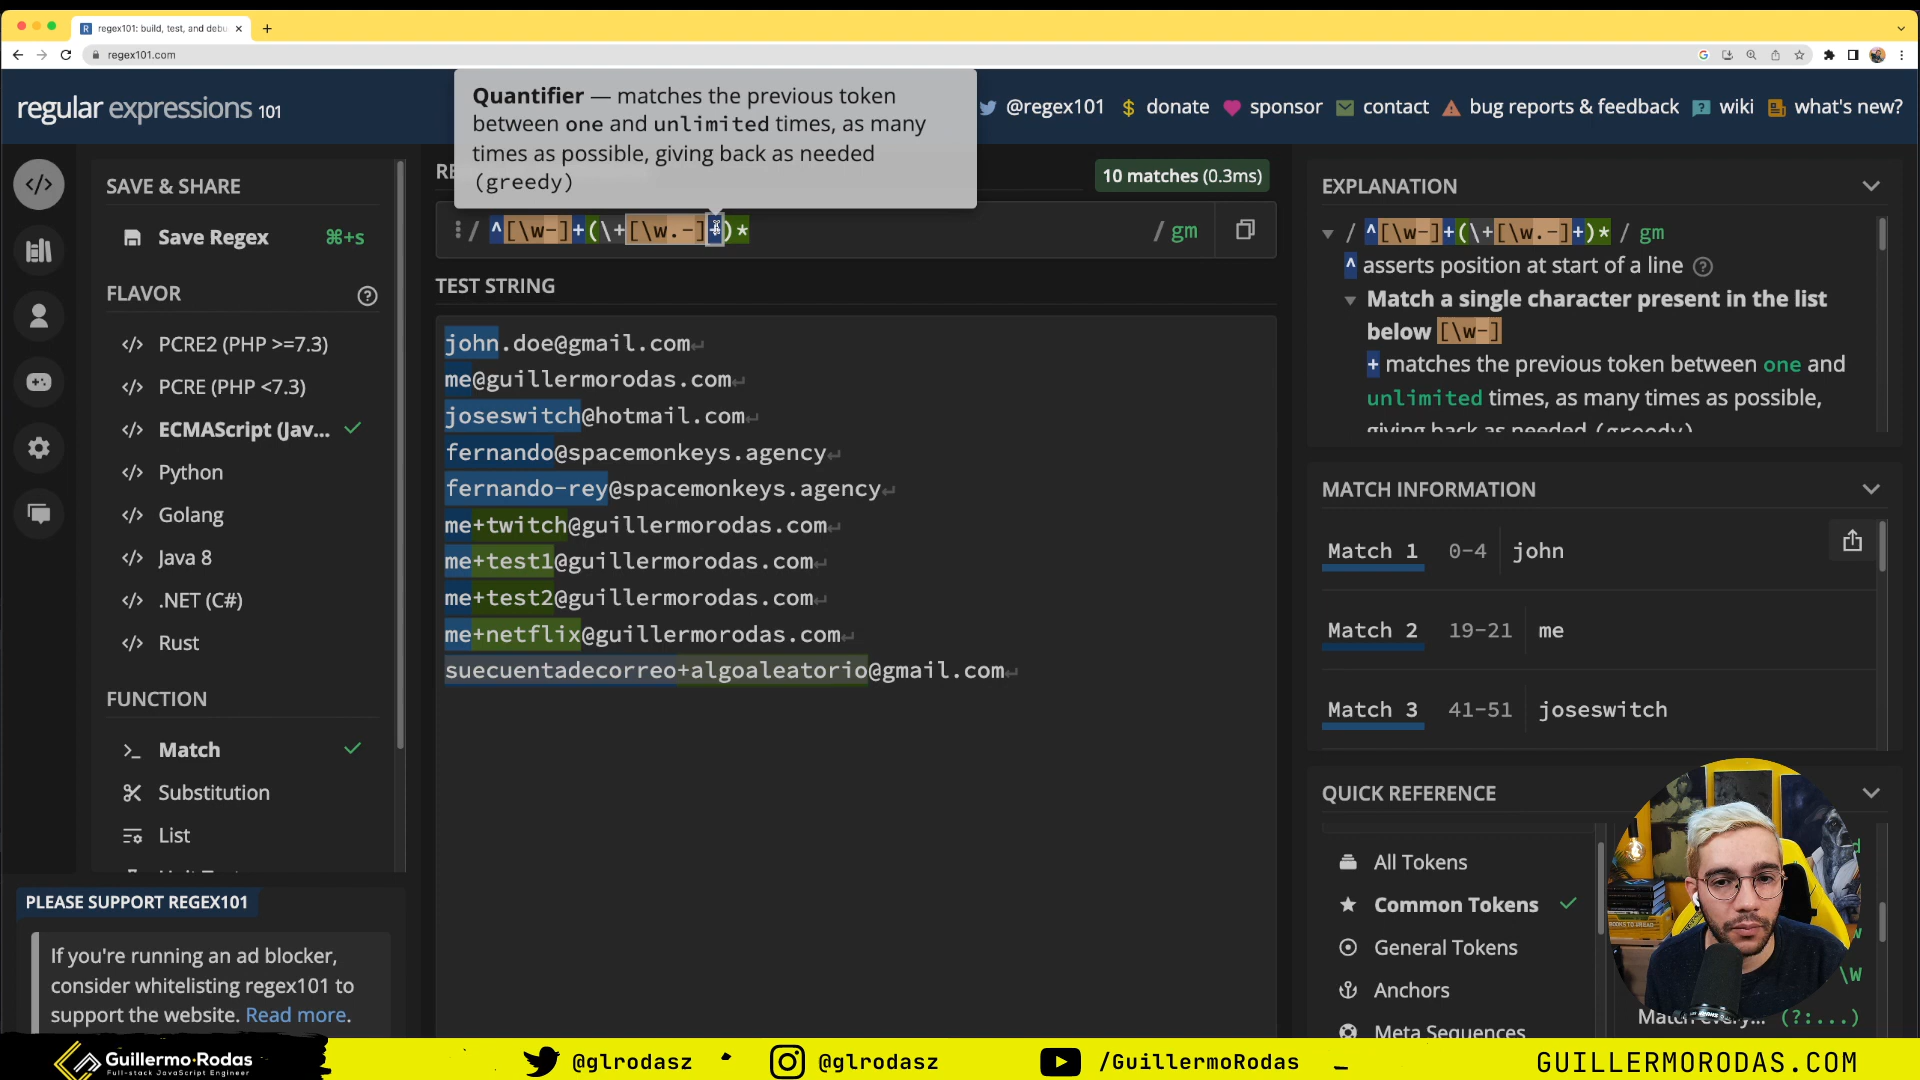 regex101: build, test, and debu
regex101.com
regular expressions 101
@regex101
donate
sponsor
contact
bug reports & feedback
wiki
what's new?
Quantifier — matches the previous token
between one and unlimited times, as many
times as possible, giving back as needed
(greedy)
SAVE & SHARE
Save Regex ⌘+s
FLAVOR
PCRE2 (PHP >=7.3)
PCRE (PHP <7.3)
ECMAScript (Jav...
Python
Golang
Java 8
.NET (C#)
Rust
FUNCTION
Match
Substitution
List
PLEASE SUPPORT REGEX101
If you're running an ad blocker,
consider whitelisting regex101 to
support the website. Read more.
10 matches (0.3ms)
/ ^[\w-]+(\+[\w.-]+)* / gm
TEST STRING
john.doe@gmail.com
me@guillermorodas.com
joseswitch@hotmail.com
fernando@spacemonkeys.agency
fernando-rey@spacemonkeys.agency
me+twitch@guillermorodas.com
me+test1@guillermorodas.com
me+test2@guillermorodas.com
me+netflix@guillermorodas.com
suecuentadecorreo+algoaleatorio@gmail.com
EXPLANATION
/ ^[\w-]+(\+[\w.-]+)* / gm
^ asserts position at start of a line
Match a single character present in the list
below [\w-]
+ matches the previous token between one and
unlimited times, as many times as possible,
giving back as needed (greedy)
MATCH INFORMATION
Match 1 0-4 john
Match 2 19-21 me
Match 3 41-51 joseswitch
QUICK REFERENCE
All Tokens
Common Tokens
General Tokens
Anchors
Meta Sequences
\W
(?:...)
Guillermo·Rodas
Full-stack JavaScript Engineer
@glrodasz
@glrodasz
/GuillermoRodas
GUILLERMORODAS.COM